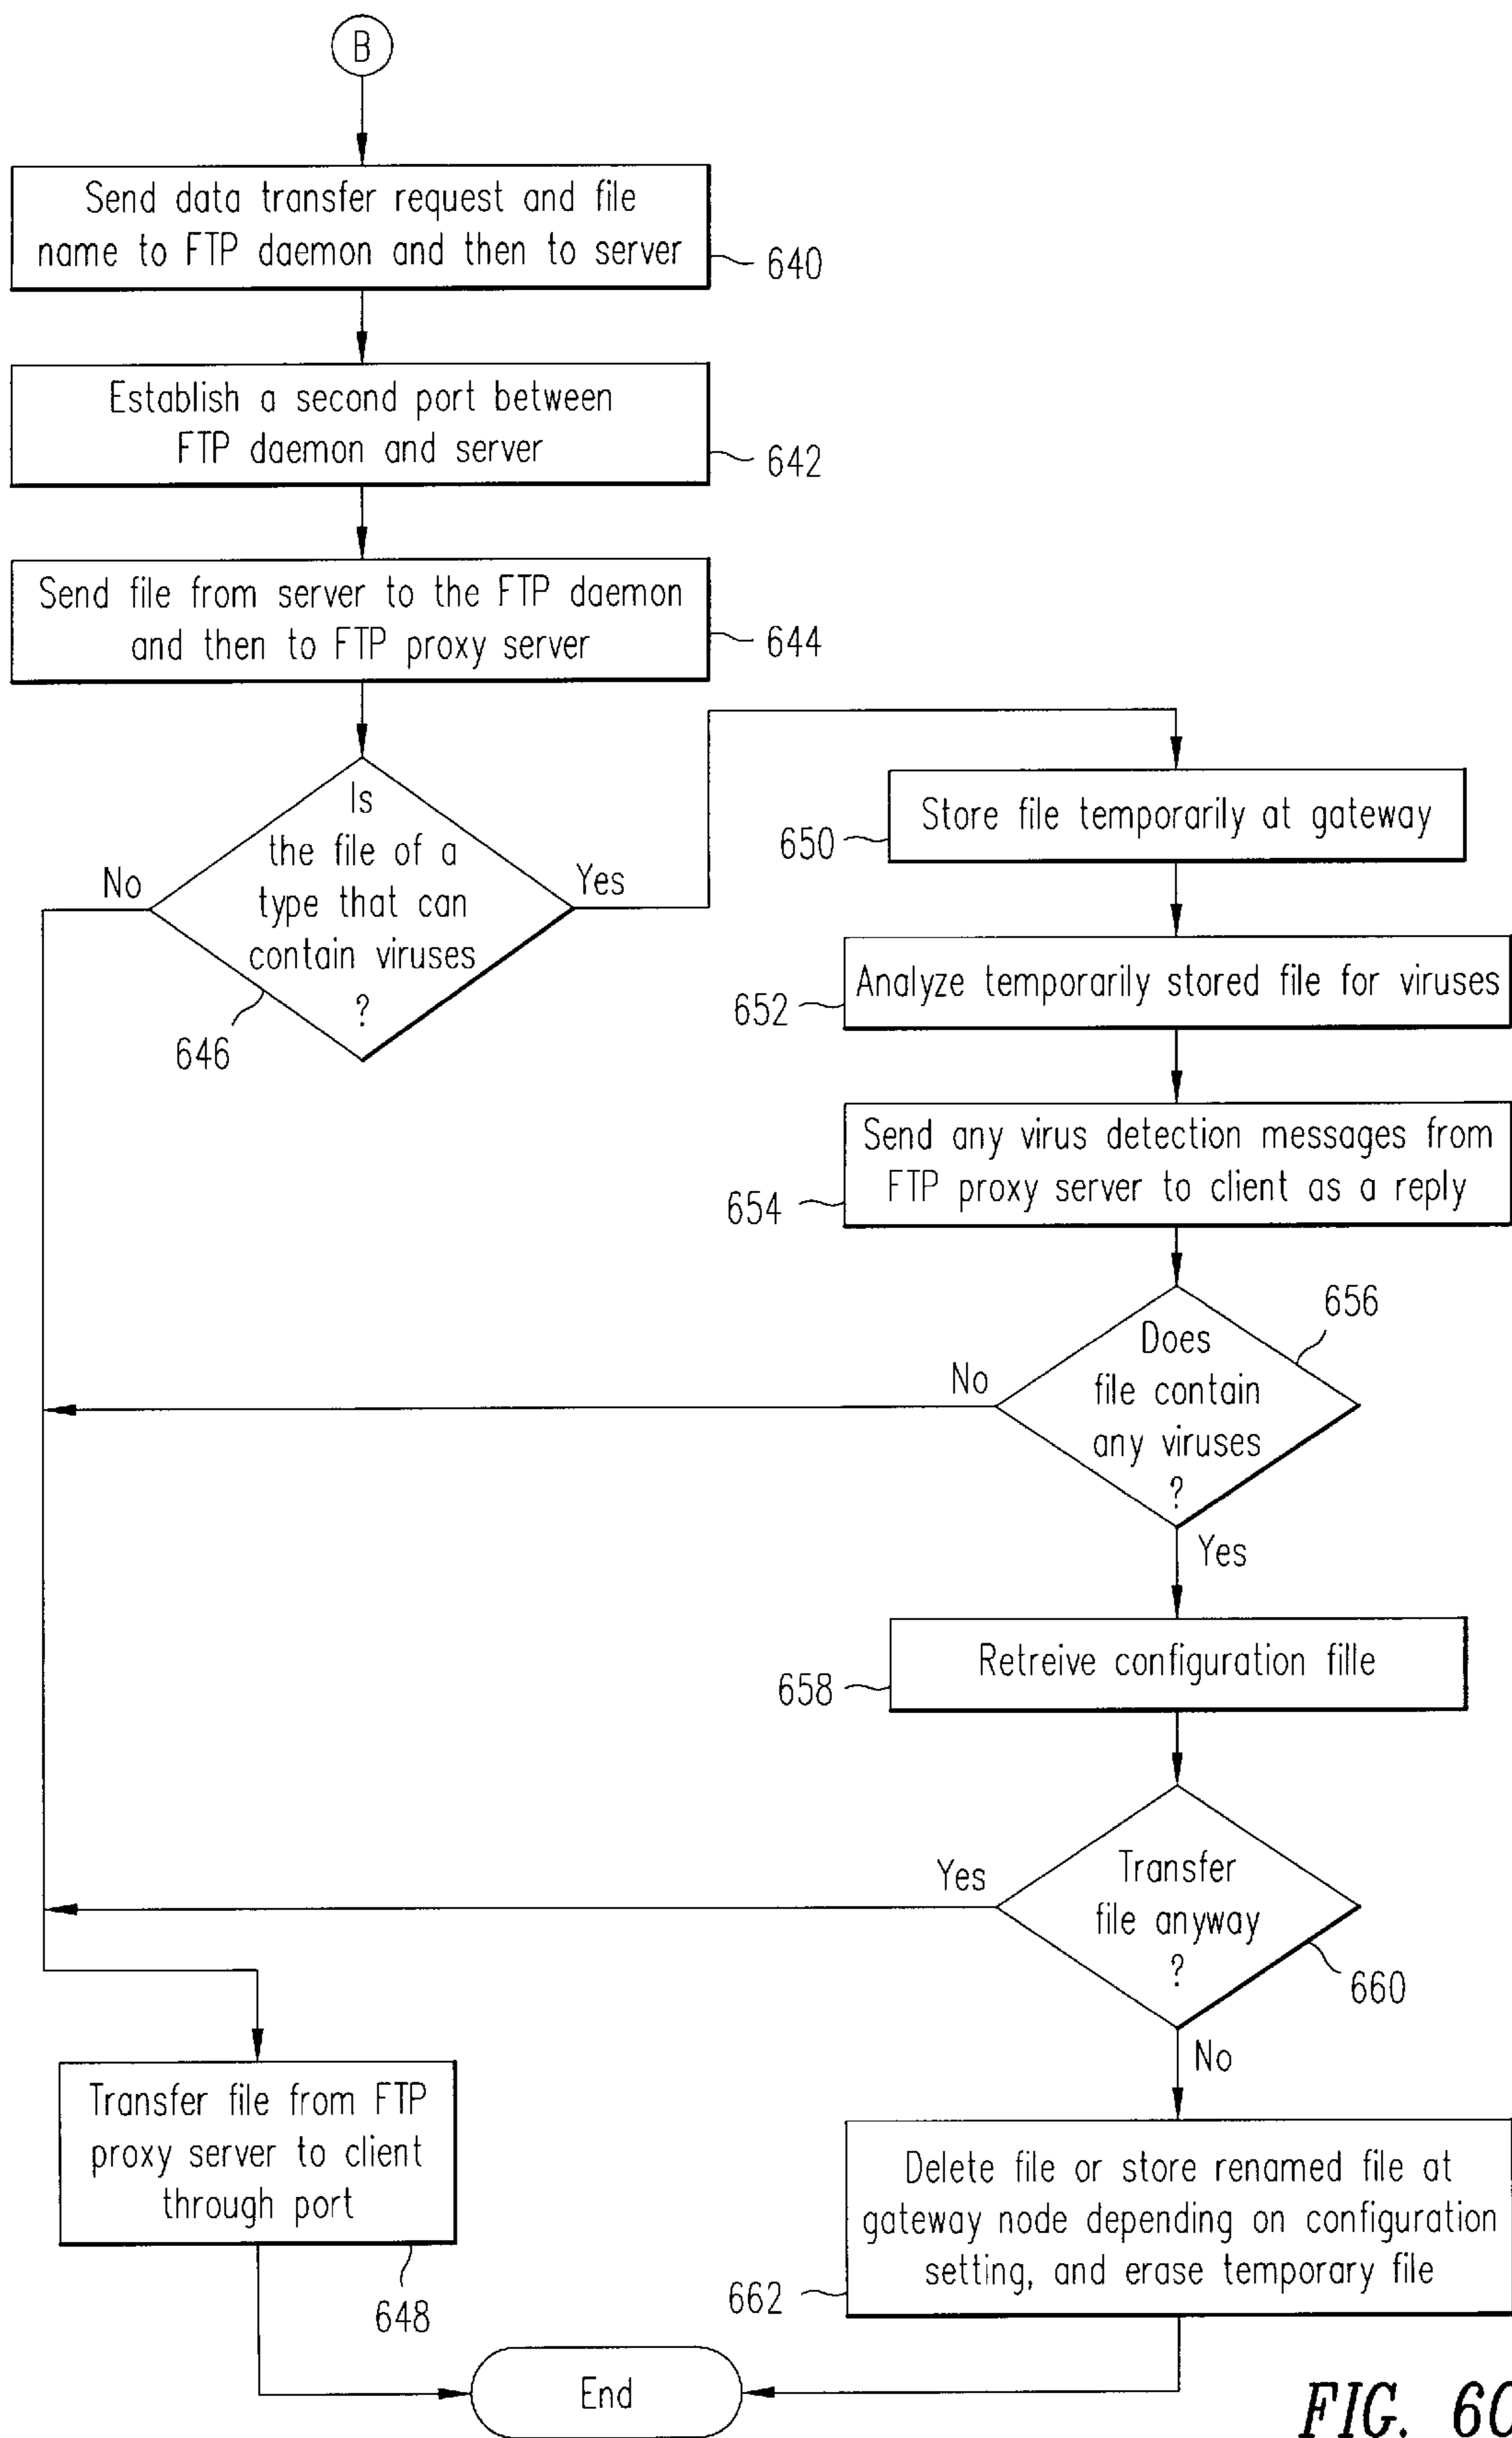 B
Send data transfer request and file
name to FTP daemon and then to server
640
Establish a second port between
FTP daemon and server
642
Send file from server to the FTP daemon
and then to FTP proxy server
644
Is
the file of a
type that can
contain viruses
?
No
Yes
646
Store file temporarily at gateway
650
Analyze temporarily stored file for viruses
652
Send any virus detection messages from
FTP proxy server to client as a reply
654
656
Does
file contain
any viruses
?
No
Yes
Retreive configuration fille
658
Transfer
file anyway
?
Yes
660
No
Transfer file from FTP
proxy server to client
through port
648
Delete file or store renamed file at
gateway node depending on configuration
setting, and erase temporary file
662
End
FIG. 6C